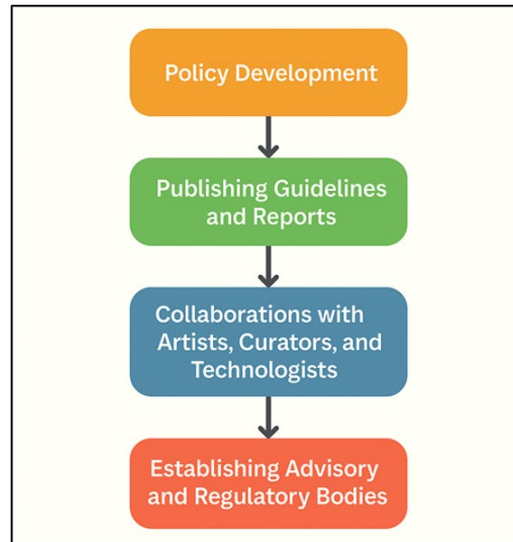 Policy Development
Publishing Guidelines
and Reports
Collaborations with
Artists, Curators, and
Technologists
Establishing Advisory
and Regulatory Bodies